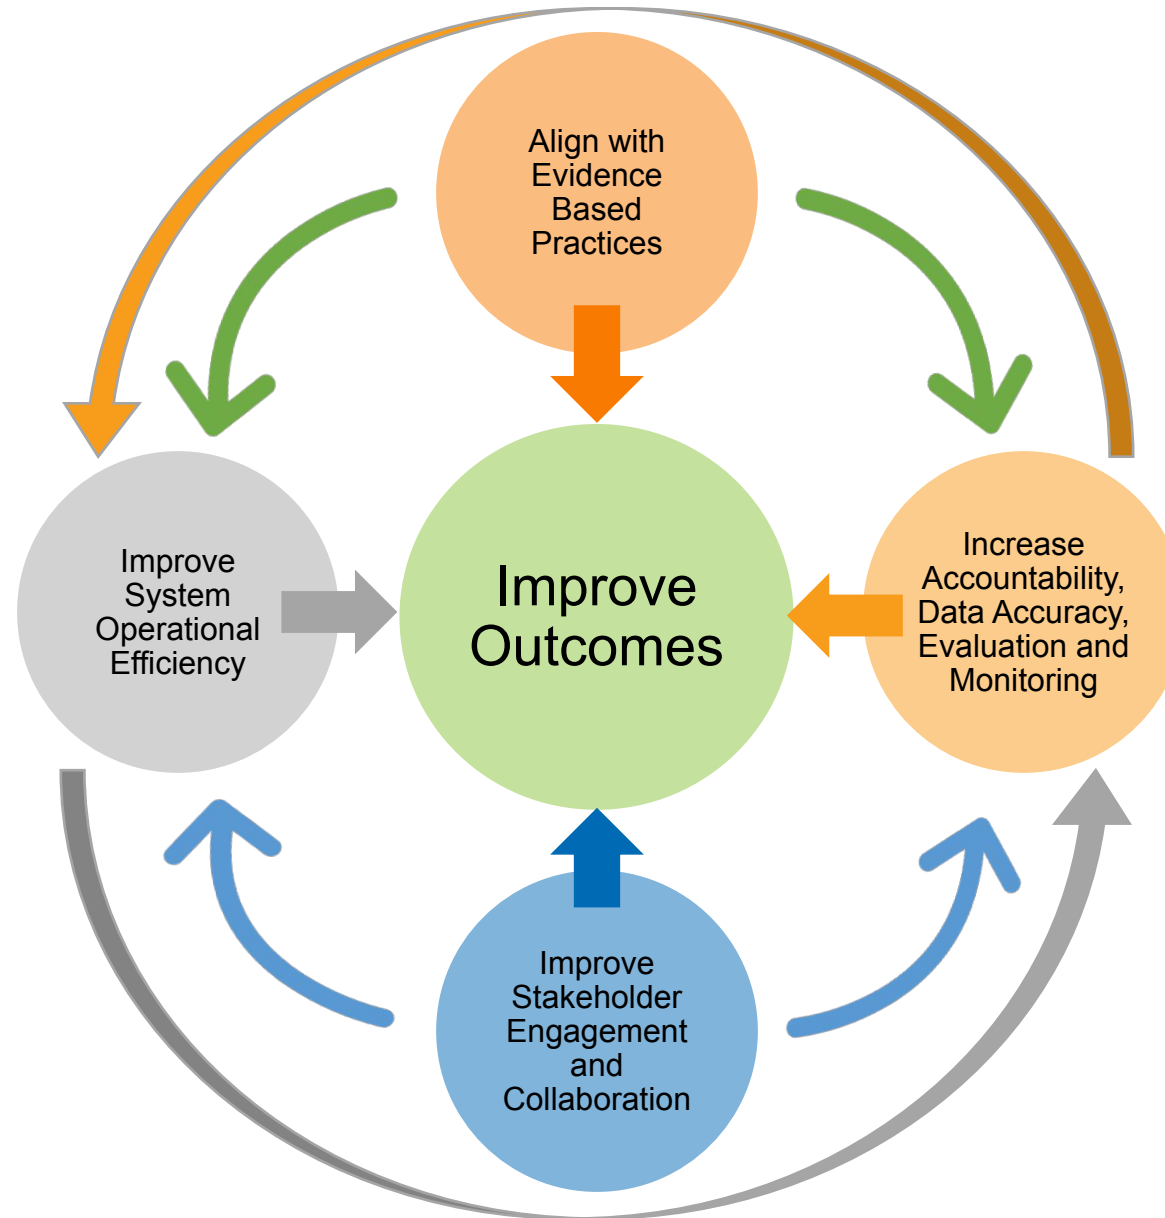 Align with
Evidence
Based
Practices
Improve
System
Operational
Efficiency
Improve
Outcomes
Increase
Accountability,
Data Accuracy,
Evaluation and
Monitoring
Improve
Stakeholder
Engagement
and
Collaboration